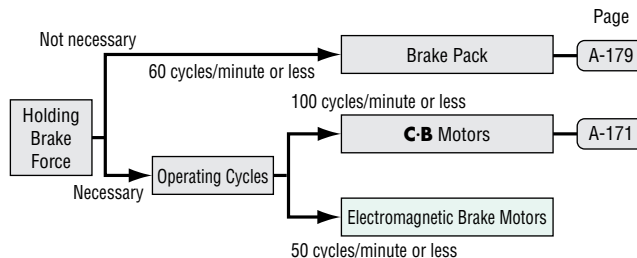 Page
Not necessary
60 cycles/minute or less
Brake Pack
A-179
Holding
Brake
Force
100 cycles/minute or less
C·B Motors
A-171
Necessary
Operating Cycles
Electromagnetic Brake Motors
50 cycles/minute or less